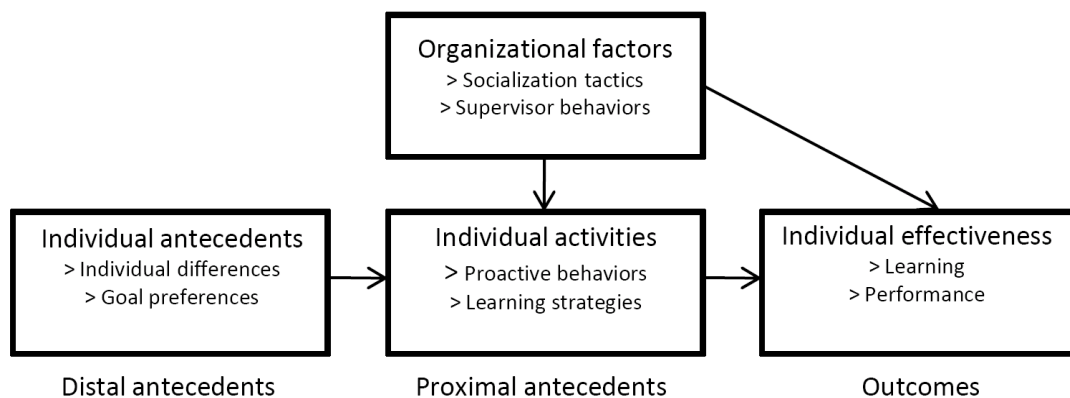 Organizational factors
> Socialization tactics
> Supervisor behaviors
Individual antecedents
> Individual differences
> Goal preferences
Individual activities
> Proactive behaviors
> Learning strategies
Individual effectiveness
> Learning
> Performance
Distal antecedents
Proximal antecedents
Outcomes